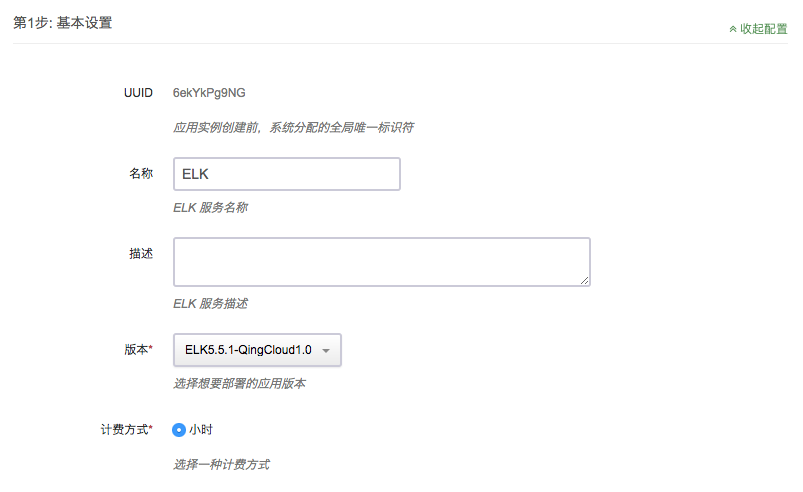 第1步: 基本设置
收起配置
UUID 6ekYkPg9NG
应用实例创建前，系统分配的全局唯一标识符
名称 ELK
ELK 服务名称
描述
ELK 服务描述
版本* ELK5.5.1-QingCloud1.0
选择想要部署的应用版本
计费方式* 小时
选择一种计费方式